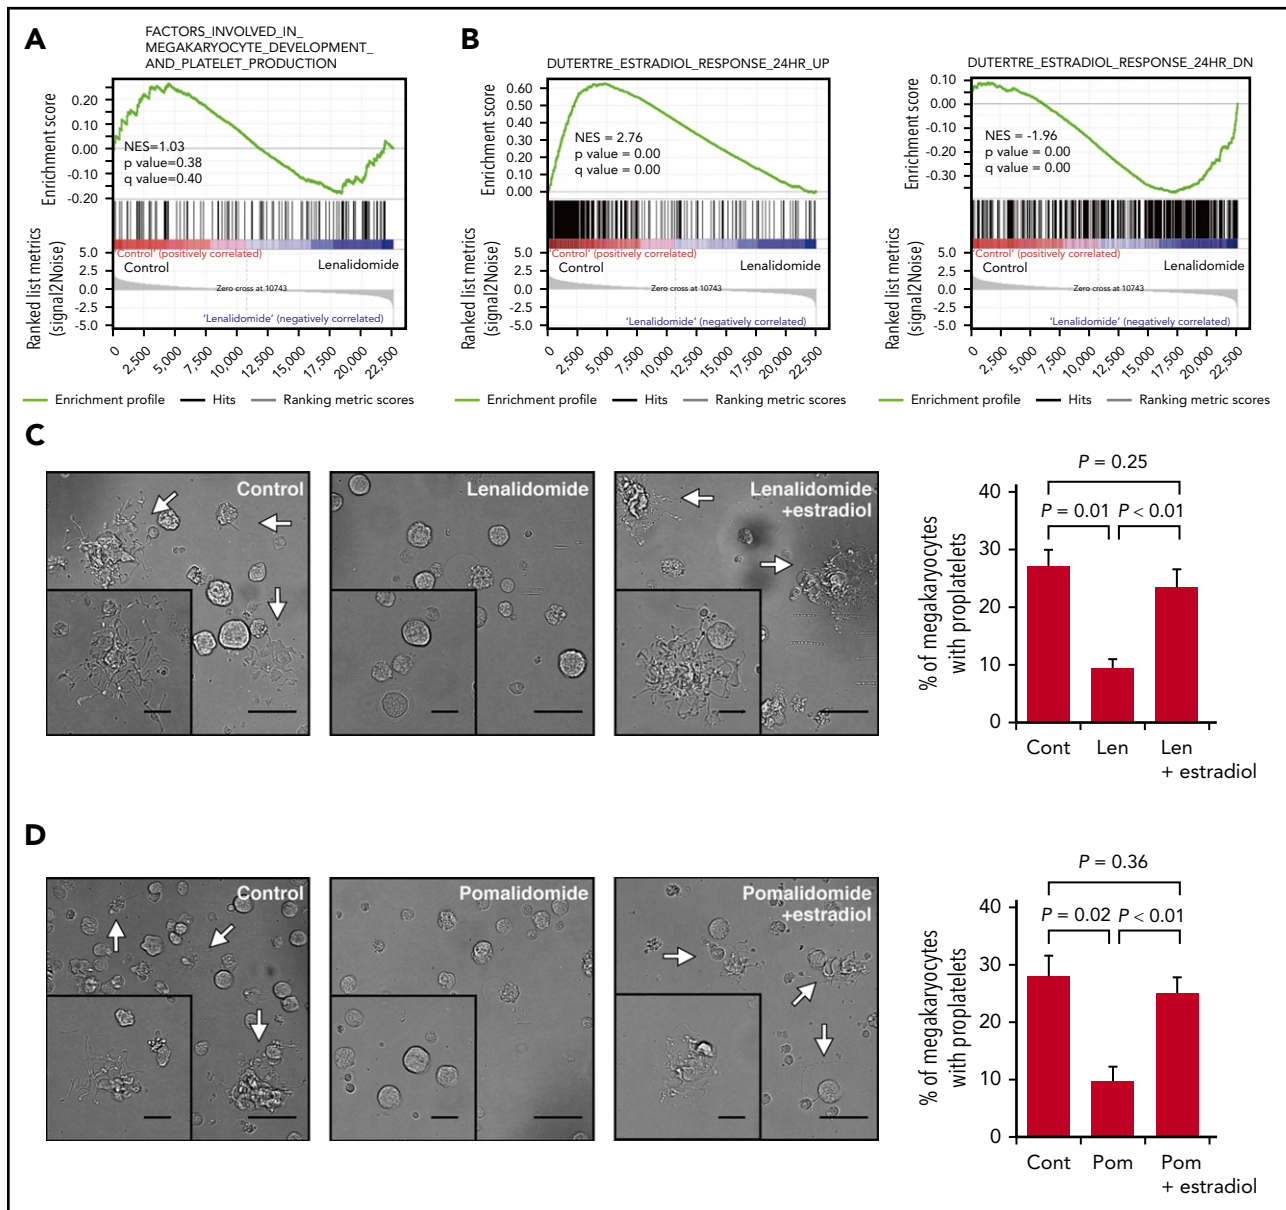 A
FACTORS_INVOLVED_IN_
MEGAKARYOCYTE_DEVELOPMENT_
AND_PLATELET_PRODUCTION
Enrichment score
0.20
0.10
0.00
-0.10
-0.20
NES=1.03
p value=0.38
q value=0.40
Ranked list metrics
(signal2Noise)
5.0
2.5
0.0
-2.5
-5.0
'Control' (positively correlated)
Control
Lenalidomide
Zero cross at 10743
'Lenalidomide' (negatively correlated)
0
2,500
5,000
7,500
10,000
12,500
15,000
17,500
20,000
22,500
Enrichment profile
Hits
Ranking metric scores
B
DUTERTRE_ESTRADIOL_RESPONSE_24HR_UP
Enrichment score
0.60
0.50
0.40
0.30
0.20
0.10
0.00
NES = 2.76
p value = 0.00
q value = 0.00
Ranked list metrics
(signal2Noise)
5.0
2.5
0.0
-2.5
-5.0
'Control' (positively correlated)
Control
Lenalidomide
Zero cross at 10743
'Lenalidomide' (negatively correlated)
0
2,500
5,000
7,500
10,000
12,500
15,000
17,500
20,000
22,500
Enrichment profile
Hits
Ranking metric scores
DUTERTRE_ESTRADIOL_RESPONSE_24HR_DN
Enrichment score
0.10
0.00
-0.10
-0.20
-0.30
NES = -1.96
p value = 0.00
q value = 0.00
Ranked list metrics
(signal2Noise)
5.0
2.5
0.0
-2.5
-5.0
'Control' (positively correlated)
Control
Lenalidomide
Zero cross at 10743
'Lenalidomide' (negatively correlated)
0
2,500
5,000
7,500
10,000
12,500
15,000
17,500
20,000
22,500
Enrichment profile
Hits
Ranking metric scores
C
Control
Lenalidomide
Lenalidomide
+estradiol
% of megakaryocytes
with proplatelets
40
30
20
10
0
P = 0.25
P = 0.01
P < 0.01
Cont
Len
Len
+ estradiol
D
Control
Pomalidomide
Pomalidomide
+estradiol
% of megakaryocytes
with proplatelets
40
30
20
10
0
P = 0.36
P = 0.02
P < 0.01
Cont
Pom
Pom
+ estradiol